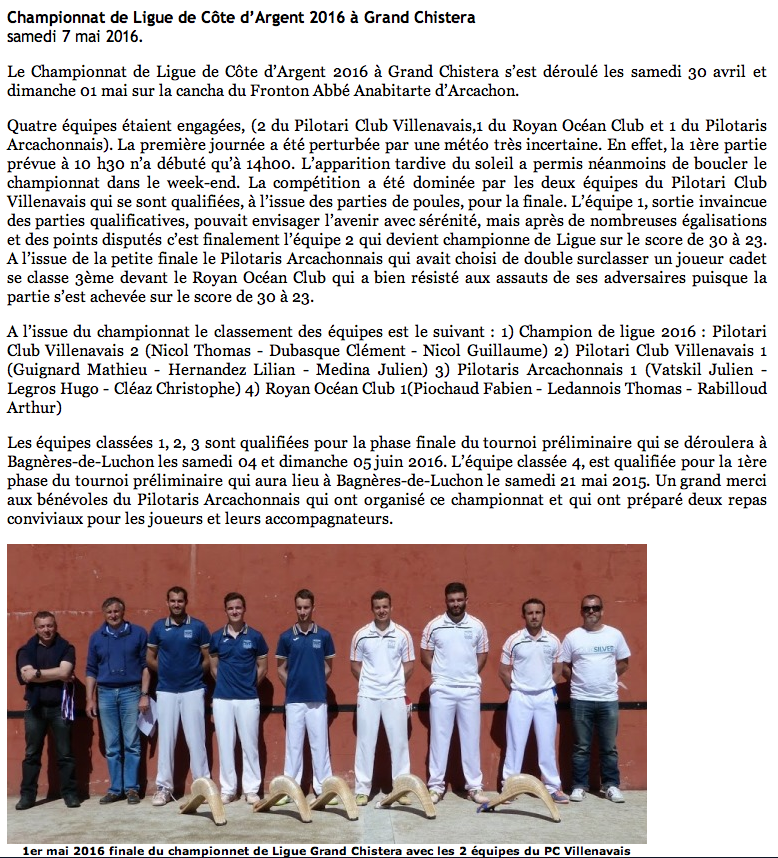 Championnat de Ligue de Côte d'Argent 2016 à Grand Chistera
samedi 7 mai 2016.
Le Championnat de Ligue de Côte d'Argent 2016 à Grand Chistera s'est déroulé les samedi 30 avril et
dimanche 01 mai sur la cancha du Fronton Abbé Anabitarte d'Arcachon.
Quatre équipes étaient engagées, (2 du Pilotari Club Villenavais,1 du Royan Océan Club et 1 du Pilotaris
Arcachonnais). La première journée a été perturbée par une météo très incertaine. En effet, la 1ère partie
prévue à 10 h30 n'a débuté qu'à 14h00. L'apparition tardive du soleil a permis néanmoins de boucler le
championnat dans le week-end. La compétition a été dominée par les deux équipes du Pilotari Club
Villenavais qui se sont qualifiées, à l'issue des parties de poules, pour la finale. L'équipe 1, sortie invaincue
des parties qualificatives, pouvait envisager l'avenir avec sérénité, mais après de nombreuses égalisations
et des points disputés c'est finalement l'équipe 2 qui devient championne de Ligue sur le score de 30 à 23.
A l'issue de la petite finale le Pilotaris Arcachonnais qui avait choisi de double surclasser un joueur cadet
se classe 3ème devant le Royan Océan Club qui a bien résisté aux assauts de ses adversaires puisque la
partie s'est achevée sur le score de 30 à 23.
A l'issue du championnat le classement des équipes est le suivant : 1) Champion de ligue 2016 : Pilotari
Club Villenavais 2 (Nicol Thomas - Dubasque Clément - Nicol Guillaume) 2) Pilotari Club Villenavais 1
(Guignard Mathieu - Hernandez Lilian - Medina Julien) 3) Pilotaris Arcachonnais 1 (Vatskil Julien -
Legros Hugo - Cléaz Christophe) 4) Royan Océan Club 1(Piochaud Fabien - Ledannois Thomas - Rabilloud
Arthur)
Les équipes classées 1, 2, 3 sont qualifiées pour la phase finale du tournoi préliminaire qui se déroulera à
Bagnères-de-Luchon les samedi 04 et dimanche 05 juin 2016. L'équipe classée 4, est qualifiée pour la 1ère
phase du tournoi préliminaire qui aura lieu à Bagnères-de-Luchon le samedi 21 mai 2015. Un grand merci
aux bénévoles du Pilotaris Arcachonnais qui ont organisé ce championnat et qui ont préparé deux repas
conviviaux pour les joueurs et leurs accompagnateurs.
SILVER
1er mai 2016 finale du championnet de Ligue Grand Chistera avec les 2 équipes du PC Villenavais